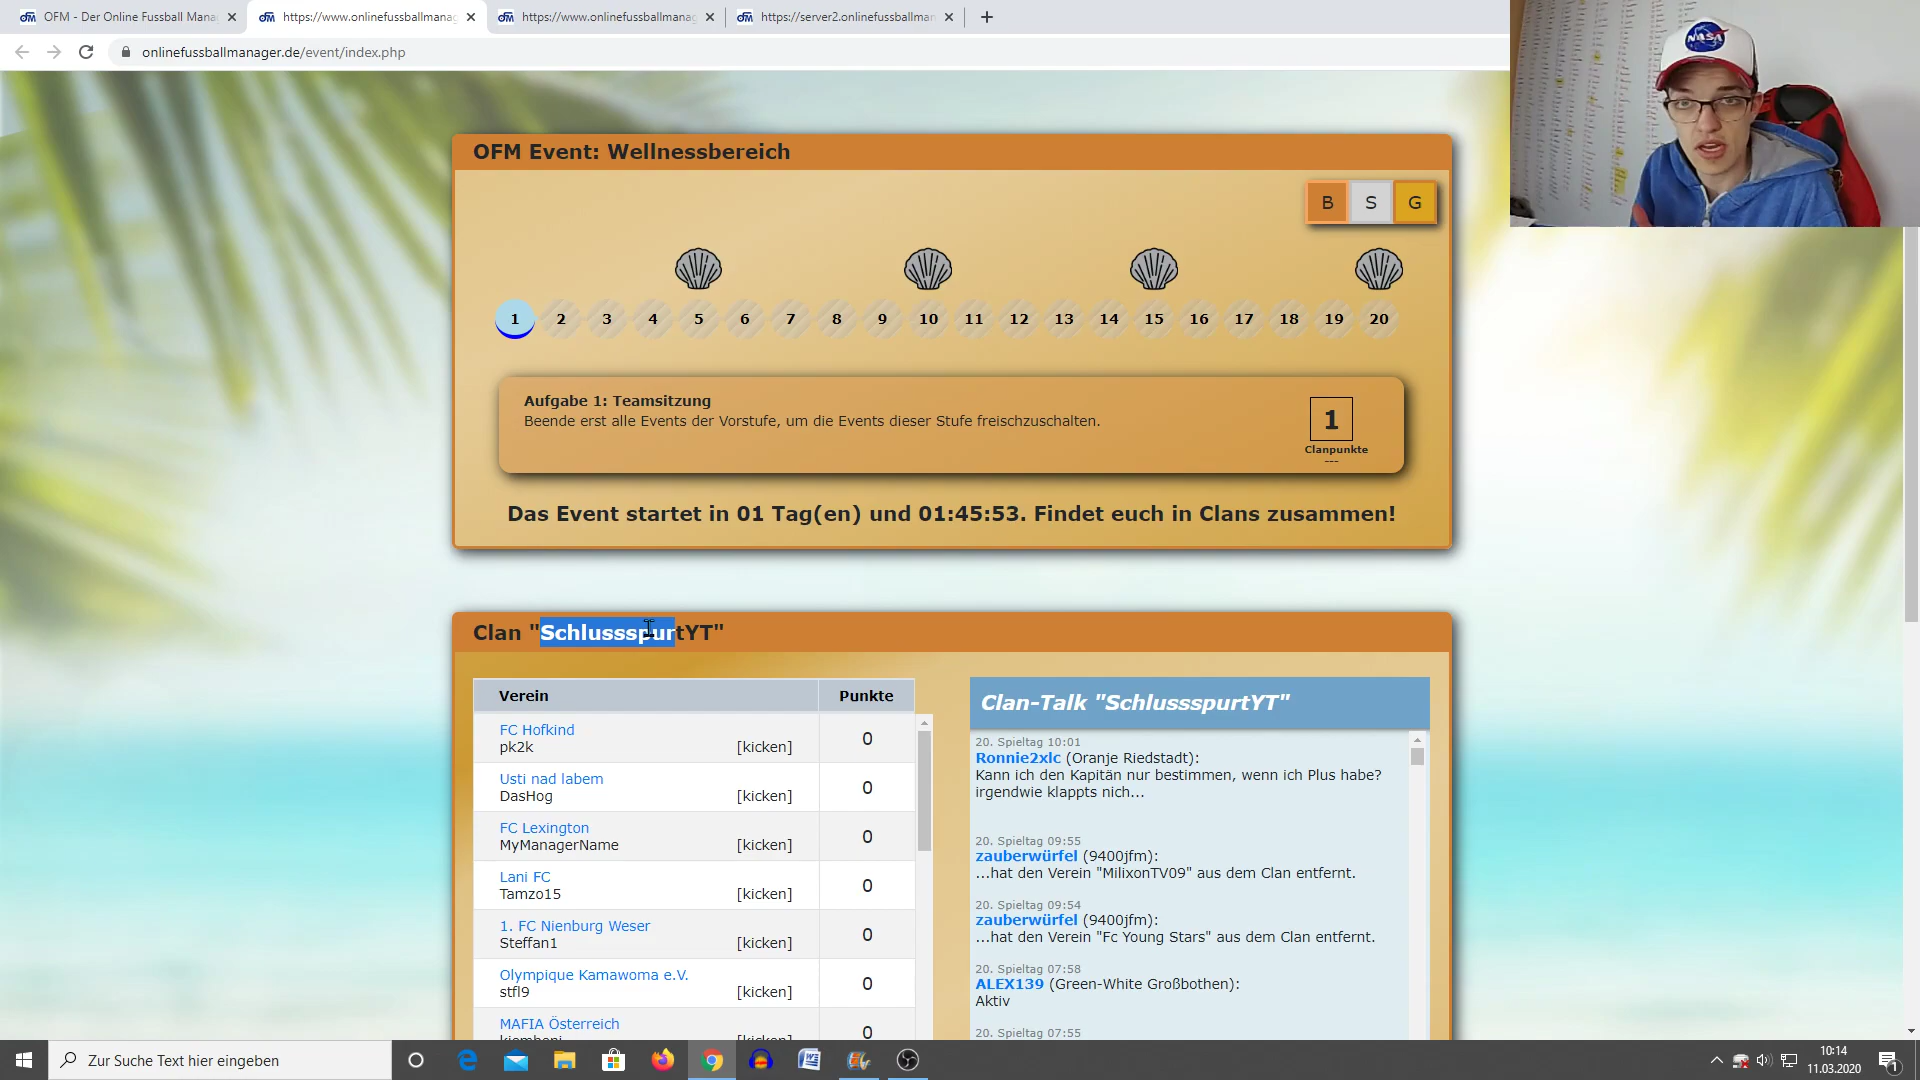 OFM - Der Online Fussball Mana
https://www.onlinefussballmanag
https://www.onlinefussballmanag
https://server2.onlinefussballman
onlinefussballmanager.de/event/index.php
NASA
OFM Event: Wellnessbereich
B S G
1 2 3 4 5 6 7 8 9 10 11 12 13 14 15 16 17 18 19 20
Aufgabe 1: Teamsitzung
Beende erst alle Events der Vorstufe, um die Events dieser Stufe freischzuschalten.
1
Clanpunkte
---
Das Event startet in 01 Tag(en) und 01:45:53. Findet euch in Clans zusammen!
Clan "SchlussspurtYT"
Verein Punkte
FC Hofkind
pk2k [kicken] 0
Usti nad labem
DasHog [kicken] 0
FC Lexington
MyManagerName [kicken] 0
Lani FC
Tamzo15 [kicken] 0
1. FC Nienburg Weser
Steffan1 [kicken] 0
Olympique Kamawoma e.V.
stfl9 [kicken] 0
MAFIA Österreich
0
Clan-Talk "SchlussspurtYT"
20. Spieltag 10:01
Ronnie2xlc (Oranje Riedstadt):
Kann ich den Kapitän nur bestimmen, wenn ich Plus habe?
irgendwie klappts nich...
20. Spieltag 09:55
zauberwürfel (9400jfm):
...hat den Verein "MilixonTV09" aus dem Clan entfernt.
20. Spieltag 09:54
zauberwürfel (9400jfm):
...hat den Verein "Fc Young Stars" aus dem Clan entfernt.
20. Spieltag 07:58
ALEX139 (Green-White Großbothen):
Aktiv
20. Spieltag 07:55
Zur Suche Text hier eingeben
10:14
11.03.2020
1